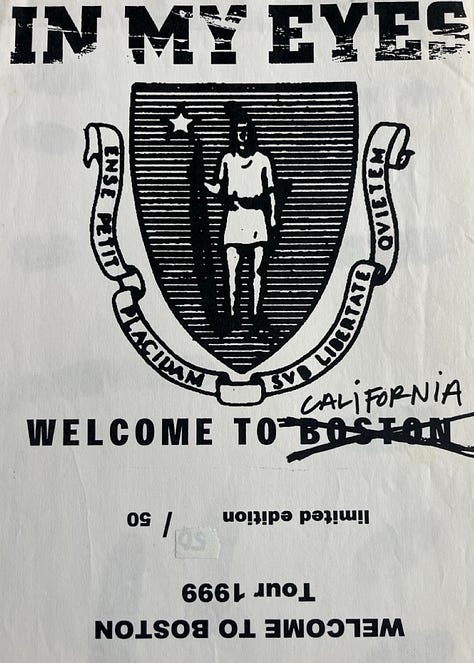 IN MY EYES
ENSE PETIT
PLACIDAM
SVB LIBERTATE
QVIETEM
CALIFORNIA
WELCOME TO BOSTON
WELCOME TO BOSTON
Tour 1999
limited edition / 50